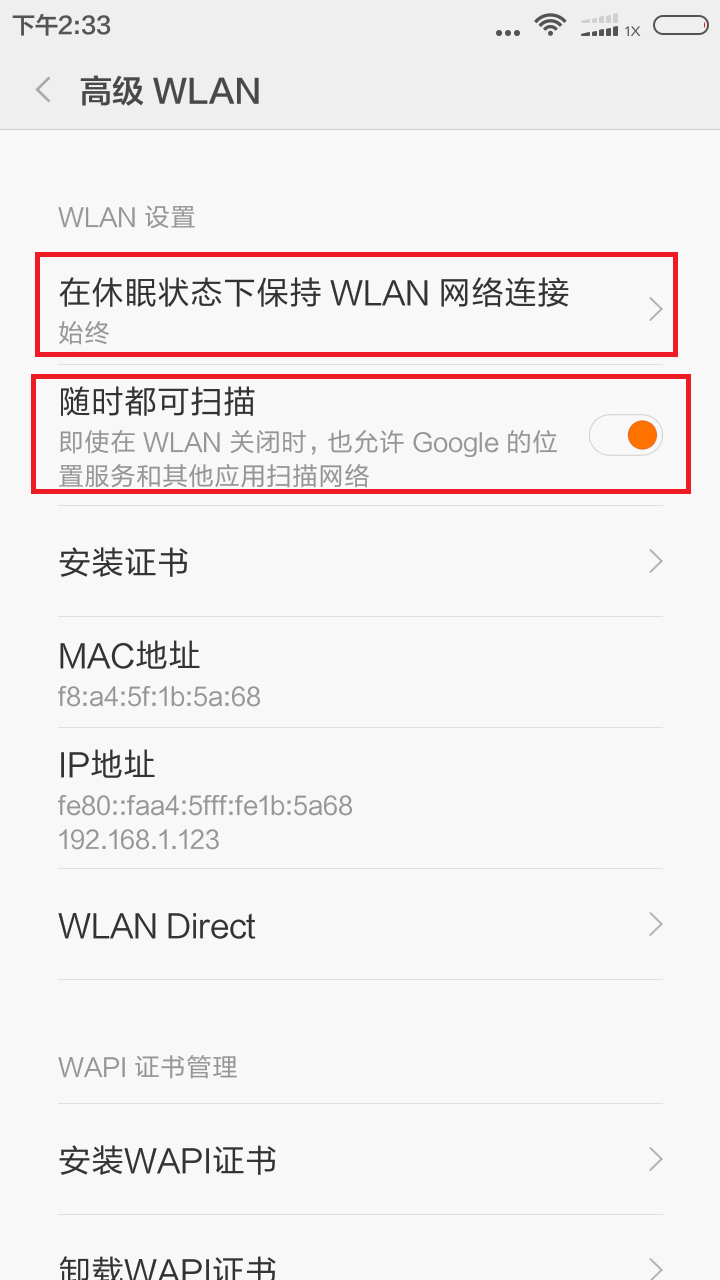 下午2:33
1X
高级 WLAN
WLAN 设置
在休眠状态下保持 WLAN 网络连接
始终
随时都可扫描
即使在 WLAN 关闭时，也允许 Google 的位
置服务和其他应用扫描网络
安装证书
MAC地址
f8:a4:5f:1b:5a:68
IP地址
fe80::faa4:5fff:fe1b:5a68
192.168.1.123
WLAN Direct
WAPI 证书管理
安装WAPI证书
卸载WAPI证书